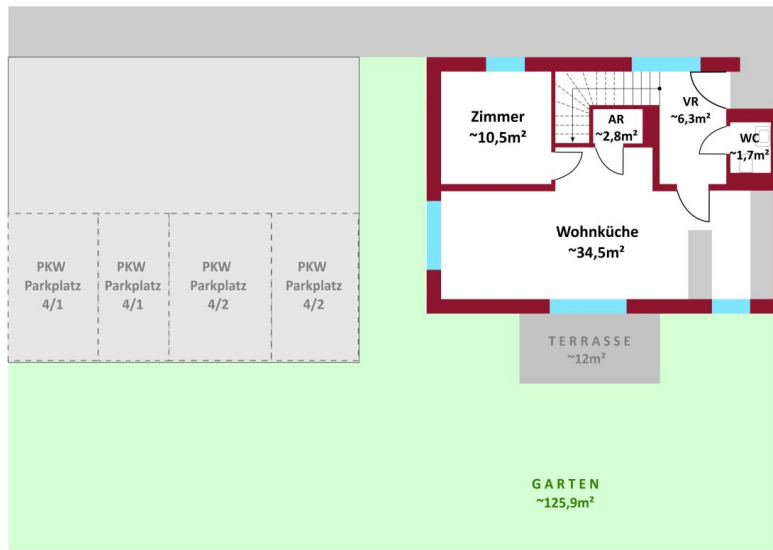 Zimmer
~10,5m²
AR
~2,8m²
VR
~6,3m²
WC
~1,7m²
Wohnküche
~34,5m²
PKW
Parkplatz
4/1
PKW
Parkplatz
4/1
PKW
Parkplatz
4/2
PKW
Parkplatz
4/2
TERRASSE
~12m²
GARTEN
~125,9m²